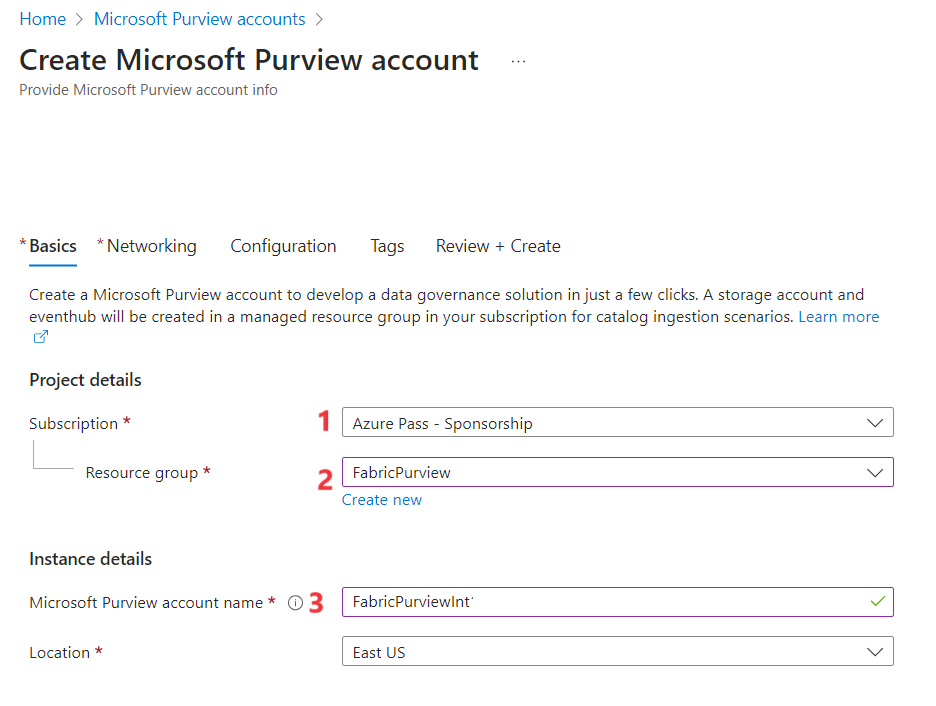 Home > Microsoft Purview accounts >
Create Microsoft Purview account ...
Provide Microsoft Purview account info
* Basics * Networking Configuration Tags Review + Create
Create a Microsoft Purview account to develop a data governance solution in just a few clicks. A storage account and
eventhub will be created in a managed resource group in your subscription for catalog ingestion scenarios. Learn more
Project details
Subscription * 1 Azure Pass - Sponsorship
Resource group * 2 FabricPurview
Create new
Instance details
Microsoft Purview account name * 3 FabricPurviewInt
Location * East US